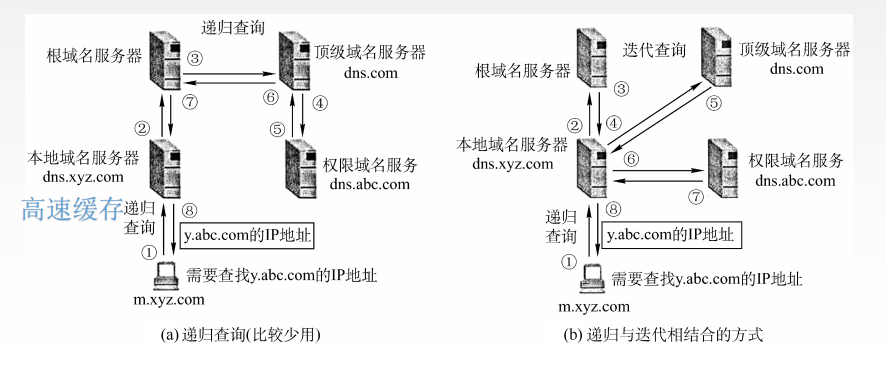 递归查询
根域名服务器
③
顶级域名服务器
dns.com
⑦
⑥
④
②
⑤
本地域名服务器
dns.xyz.com
权限域名服务
dns.abc.com
高速缓存
递归
查询
⑧
①
y.abc.com的IP地址
需要查找y.abc.com的IP地址
m.xyz.com
(a) 递归查询(比较少用)
迭代查询
顶级域名服务器
dns.com
根域名服务器
③
⑤
②
④
本地域名服务器
dns.xyz.com
⑥
权限域名服务
dns.abc.com
⑦
递归
查询
⑧
①
y.abc.com的IP地址
需要查找y.abc.com的IP地址
m.xyz.com
(b) 递归与迭代相结合的方式